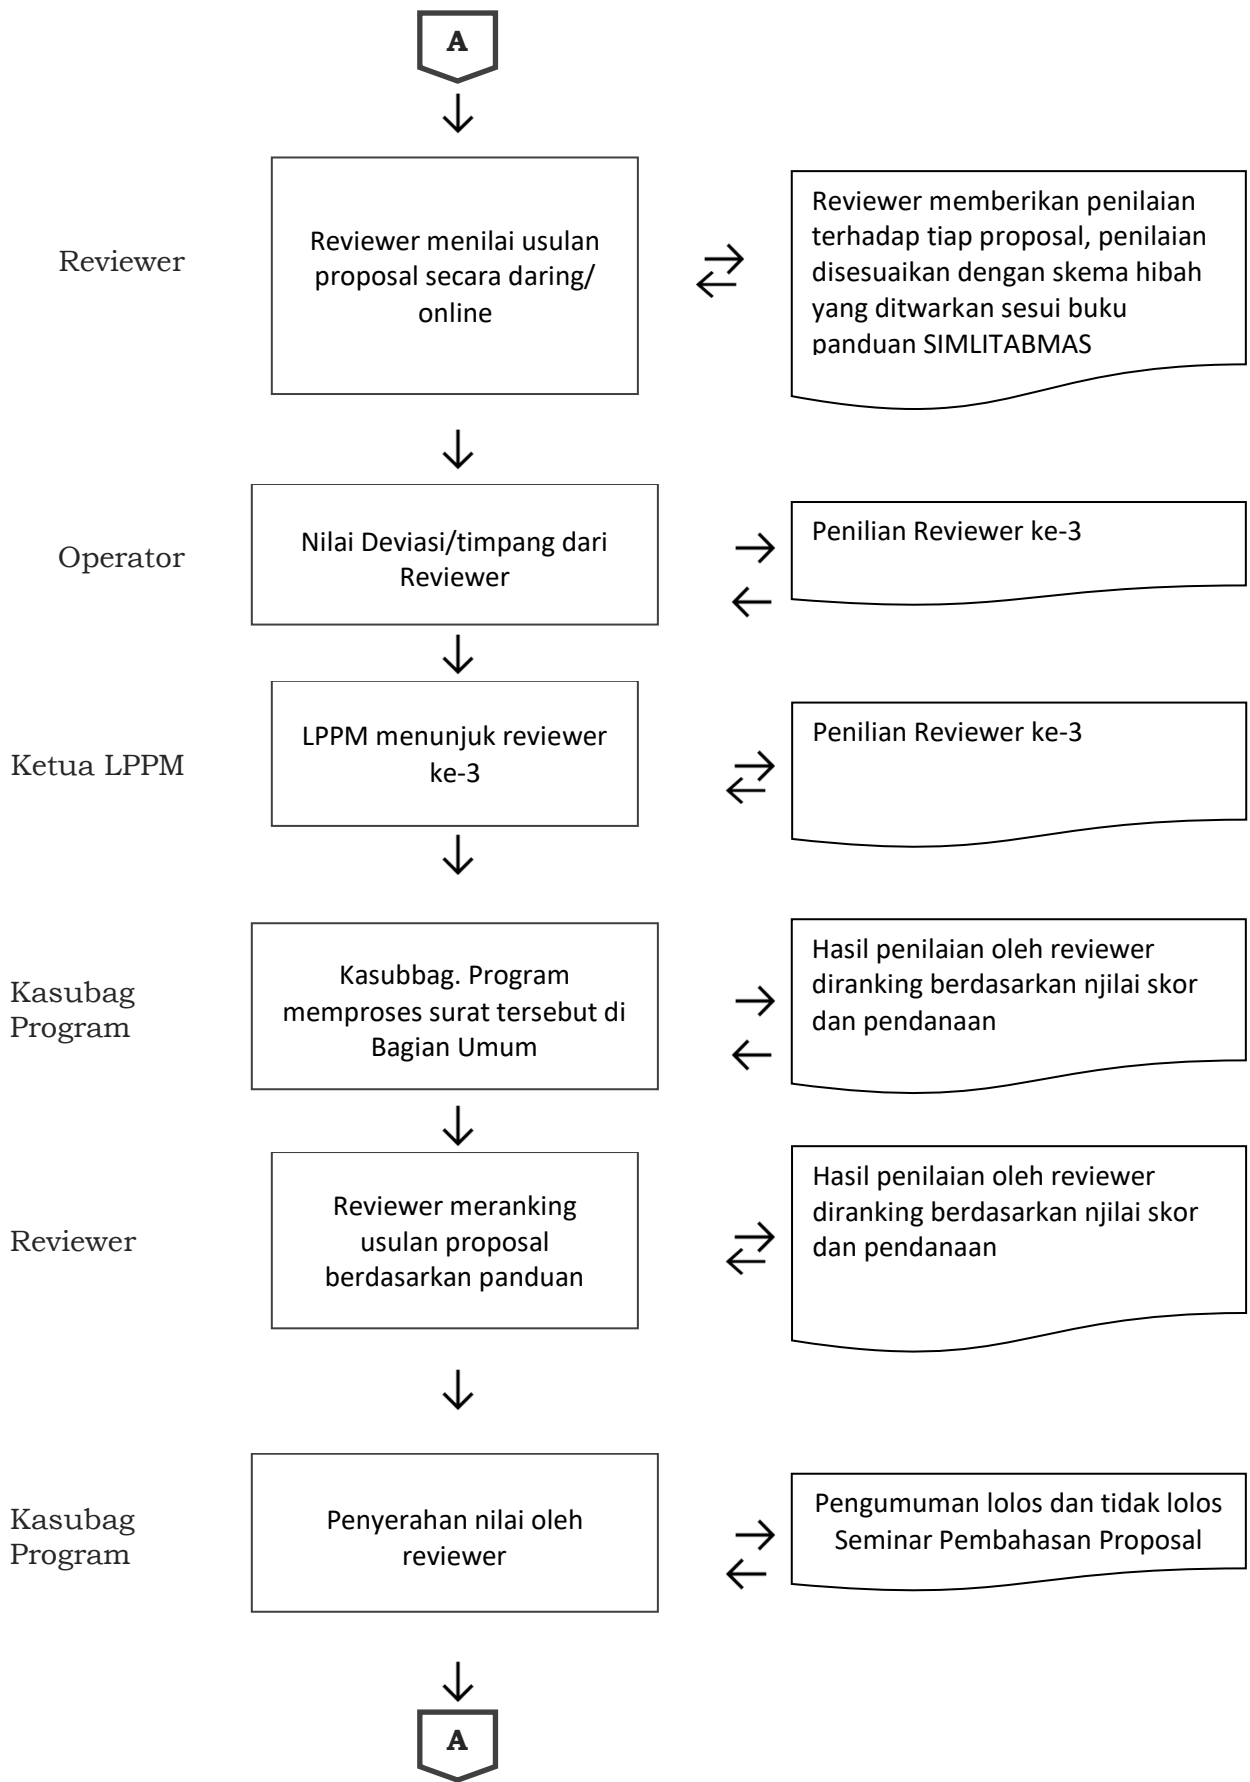 A
Reviewer
Reviewer menilai usulan
proposal secara daring/
online
Reviewer memberikan penilaian
terhadap tiap proposal, penilaian
disesuaikan dengan skema hibah
yang ditwarkan sesui buku
panduan SIMLITABMAS
Operator
Nilai Deviasi/timpang dari
Reviewer
Penilian Reviewer ke-3
Ketua LPPM
LPPM menunjuk reviewer
ke-3
Penilian Reviewer ke-3
Kasubag
Program
Kasubbag. Program
memproses surat tersebut di
Bagian Umum
Hasil penilaian oleh reviewer
diranking berdasarkan njilai skor
dan pendanaan
Reviewer
Reviewer meranking
usulan proposal
berdasarkan panduan
Hasil penilaian oleh reviewer
diranking berdasarkan njilai skor
dan pendanaan
Kasubag
Program
Penyerahan nilai oleh
reviewer
Pengumuman lolos dan tidak lolos
Seminar Pembahasan Proposal
A